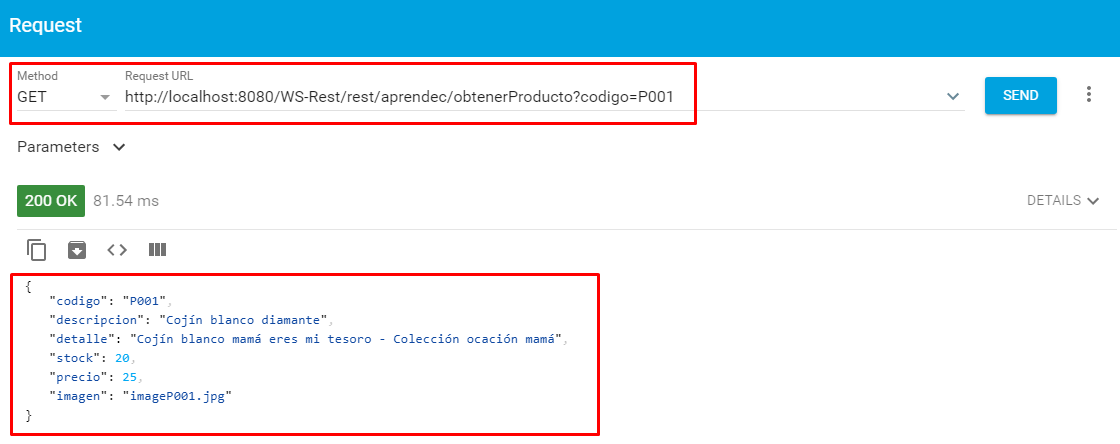 Request
Method
Request URL
GET
http://localhost:8080/WS-Rest/rest/aprendec/obtenerProducto?codigo=P001
SEND
Parameters
200 OK
81.54 ms
DETAILS
{
"codigo": "P001",
"descripcion": "Cojín blanco diamante",
"detalle": "Cojín blanco mamá eres mi tesoro - Colección ocación mamá",
"stock": 20,
"precio": 25,
"imagen": "imageP001.jpg"
}